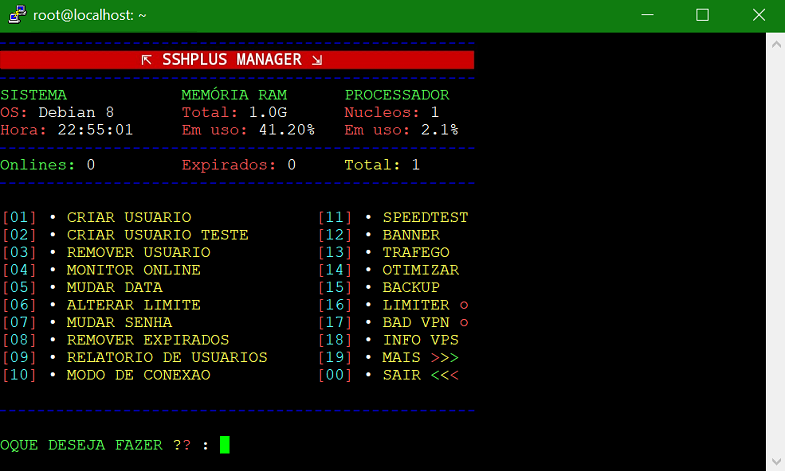 root@localhost: ~
⇱ SSHPLUS MANAGER ⇲
SISTEMA MEMÓRIA RAM PROCESSADOR
OS: Debian 8 Total: 1.0G Nucleos: 1
Hora: 22:55:01 Em uso: 41.20% Em uso: 2.1%
Onlines: 0 Expirados: 0 Total: 1
[01] • CRIAR USUARIO [11] • SPEEDTEST
[02] • CRIAR USUARIO TESTE [12] • BANNER
[03] • REMOVER USUARIO [13] • TRAFEGO
[04] • MONITOR ONLINE [14] • OTIMIZAR
[05] • MUDAR DATA [15] • BACKUP
[06] • ALTERAR LIMITE [16] • LIMITER ○
[07] • MUDAR SENHA [17] • BAD VPN ○
[08] • REMOVER EXPIRADOS [18] • INFO VPS
[09] • RELATORIO DE USUARIOS [19] • MAIS >>>
[10] • MODO DE CONEXAO [00] • SAIR <<<
OQUE DESEJA FAZER ?? :